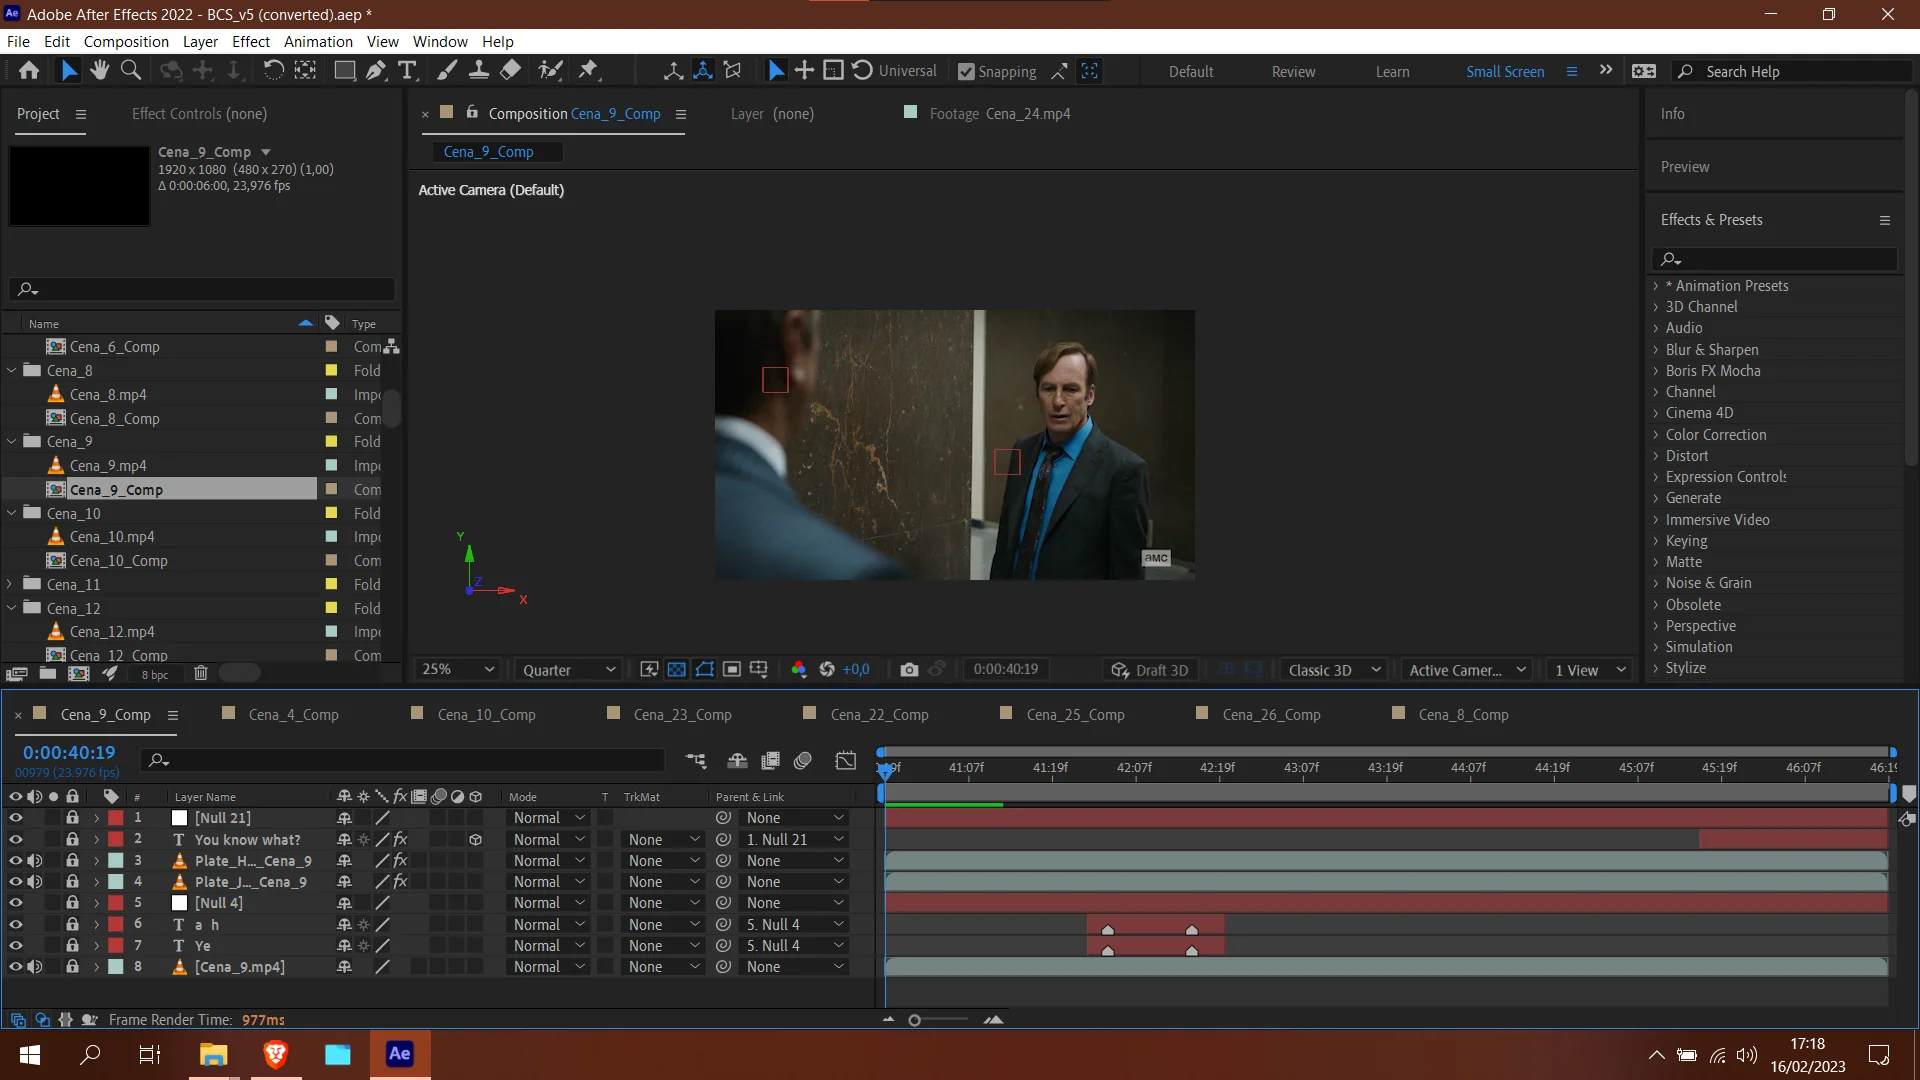 Adobe After Effects 2022 - BCS_v5 (converted).aep *
File Edit Composition Layer Effect Animation View Window Help
Universal Snapping Default Review Learn Small Screen Search Help
Project Effect Controls (none)
Cena_9_Comp
1920 x 1080 (480 x 270) (1,00)
Δ 0:00:06:00, 23,976 fps
Name Type
Cena_6_Comp Com
Cena_8 Fold
Cena_8.mp4 Impo
Cena_8_Comp Com
Cena_9 Fold
Cena_9.mp4 Impo
Cena_9_Comp Com
Cena_10 Fold
Cena_10.mp4 Impo
Cena_10_Comp Com
Cena_11 Fold
Cena_12 Fold
Cena_12.mp4 Impo
Cena_12_Comp Com
8 bpc
Composition Cena_9_Comp Layer (none) Footage Cena_24.mp4
Cena_9_Comp
Active Camera (Default)
amc
Y
Z
X
25% Quarter +0,0 0:00:40:19 Draft 3D Classic 3D Active Camer... 1 View
Info
Preview
Effects & Presets
* Animation Presets
3D Channel
Audio
Blur & Sharpen
Boris FX Mocha
Channel
Cinema 4D
Color Correction
Distort
Expression Controls
Generate
Immersive Video
Keying
Matte
Noise & Grain
Obsolete
Perspective
Simulation
Stylize
Cena_9_Comp Cena_4_Comp Cena_10_Comp Cena_23_Comp Cena_22_Comp Cena_25_Comp Cena_26_Comp Cena_8_Comp
0:00:40:19
00979 (23.976 fps)
41:07f 41:19f 42:07f 42:19f 43:07f 43:19f 44:07f 44:19f 45:07f 45:19f 46:07f 46:19
# Layer Name fx Mode T TrkMat Parent & Link
1 [Null 21] Normal None
2 T You know what? fx Normal None 1. Null 21
3 Plate_H..._Cena_9 fx Normal None None
4 Plate_J..._Cena_9 fx Normal None None
5 [Null 4] Normal None None
6 T a h Normal None 5. Null 4
7 T Ye Normal None 5. Null 4
8 [Cena_9.mp4] Normal None None
Frame Render Time: 977ms
Ae
17:18
16/02/2023